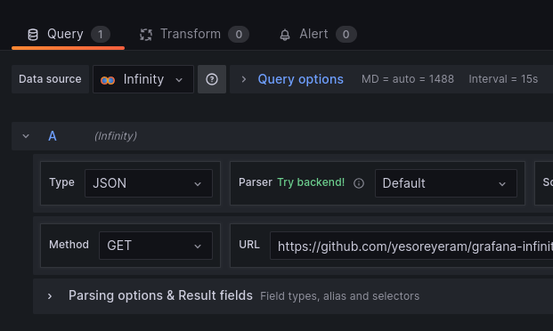 Query 1 Transform 0 Alert 0
Data source Infinity Query options MD = auto = 1488 Interval = 15s
A (Infinity)
Type JSON Parser Try backend! Default
Method GET URL https://github.com/yesoreyeram/grafana-infinit
Parsing options & Result fields Field types, alias and selectors